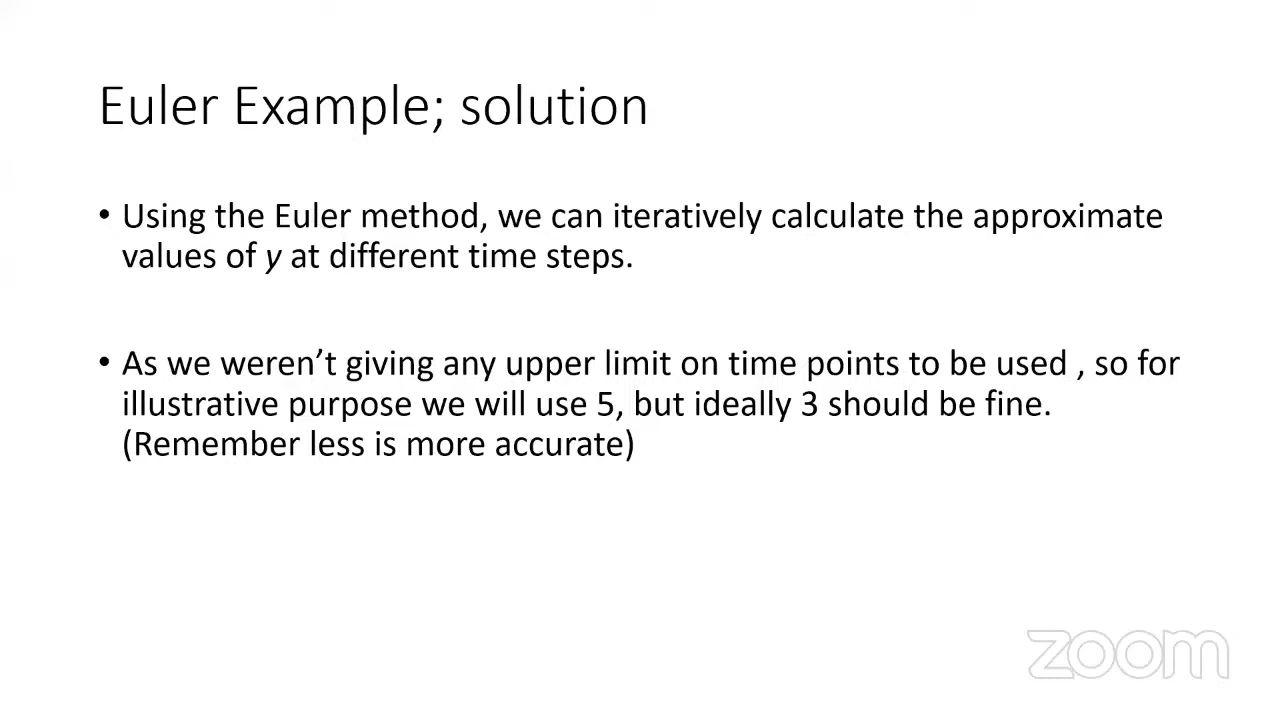 Euler Example; solution
• Using the Euler method, we can iteratively calculate the approximate
values of y at different time steps.
• As we weren’t giving any upper limit on time points to be used , so for
illustrative purpose we will use 5, but ideally 3 should be fine.
(Remember less is more accurate)
zoom